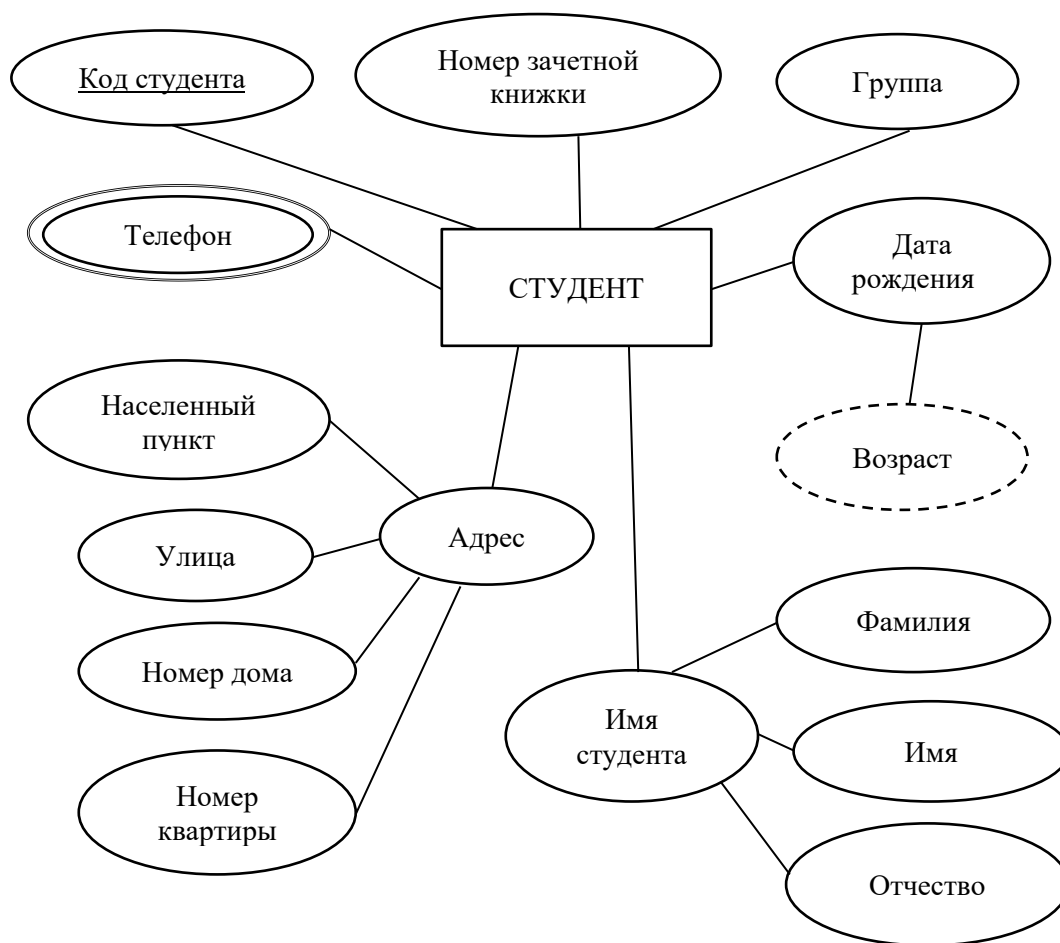 Код студента
Номер зачетной
книжки
Группа
Телефон
СТУДЕНТ
Дата
рождения
Населенный
пункт
Возраст
Улица
Адрес
Фамилия
Номер дома
Имя
студента
Имя
Номер
квартиры
Отчество